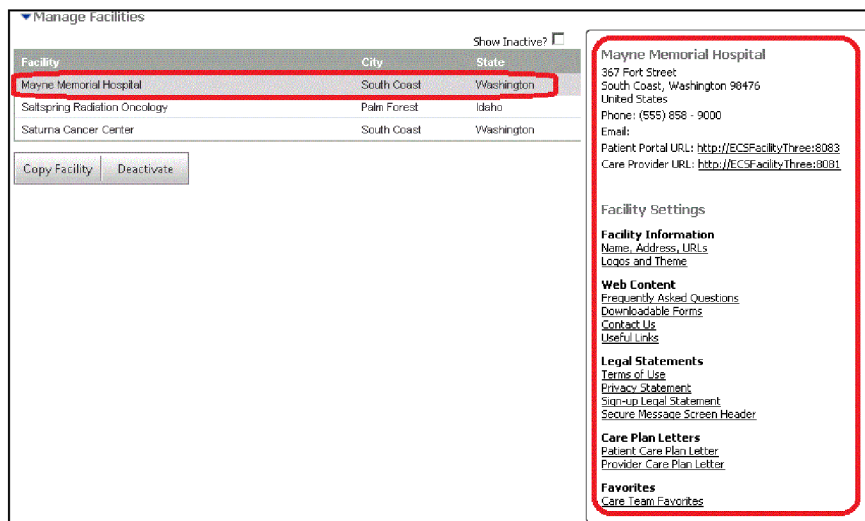 Manage Facilities
Show Inactive?
Facility City State
Mayne Memorial Hospital South Coast Washington
Saltspring Radiation Oncology Palm Forest Idaho
Saturna Cancer Center South Coast Washington
Copy Facility Deactivate
Mayne Memorial Hospital
367 Fort Street
South Coast, Washington 98476
United States
Phone: (555) 858 - 9000
Email:
Patient Portal URL: http://ECSFacilityThree:8083
Care Provider URL: http://ECSFacilityThree:8081
Facility Settings
Facility Information
Name, Address, URLs
Logos and Theme
Web Content
Frequently Asked Questions
Downloadable Forms
Contact Us
Useful Links
Legal Statements
Terms of Use
Privacy Statement
Sign-up Legal Statement
Secure Message Screen Header
Care Plan Letters
Patient Care Plan Letter
Provider Care Plan Letter
Favorites
Care Team Favorites